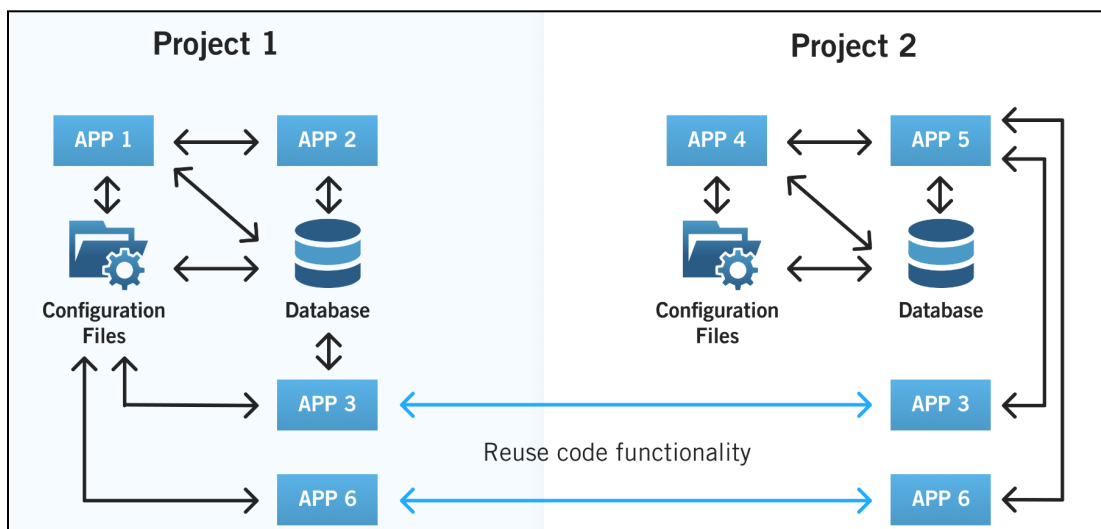 Project 1
Project 2
APP 1
APP 2
APP 4
APP 5
Configuration
Files
Database
Configuration
Files
Database
APP 3
APP 3
Reuse code functionality
APP 6
APP 6